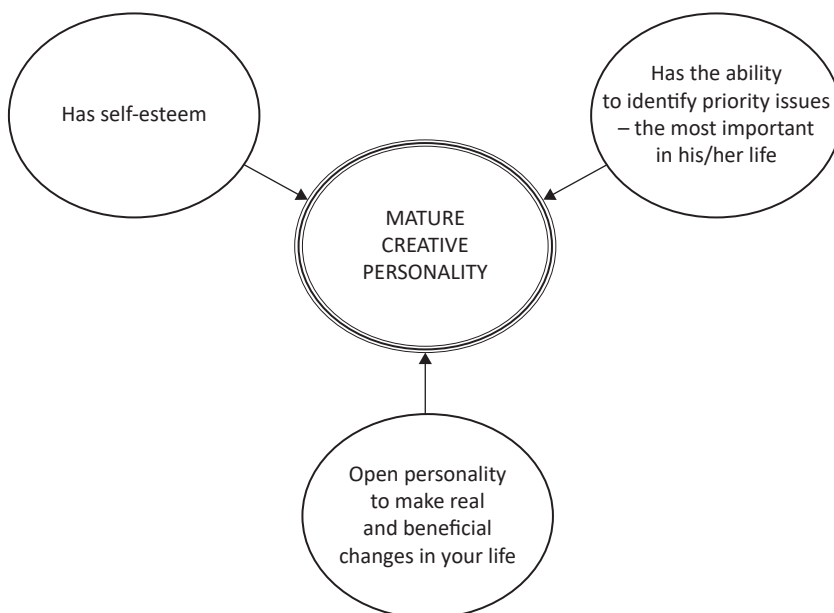 Has self-esteem
Has the ability
to identify priority issues
– the most important
in his/her life
MATURE
CREATIVE
PERSONALITY
Open personality
to make real
and beneficial
changes in your life